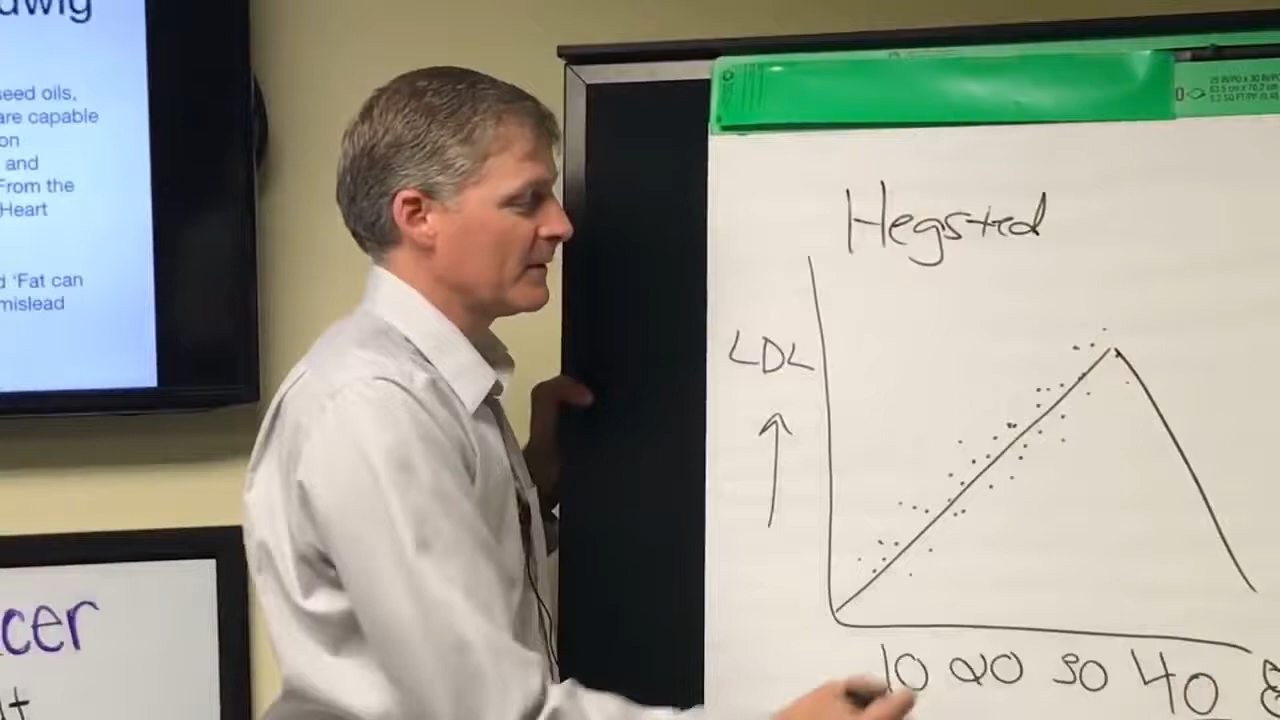 seed oils,
are capable
on
and
From the
Heart
'Fat can
mislead
Hegsted
LDL
10 20 30 40
cer